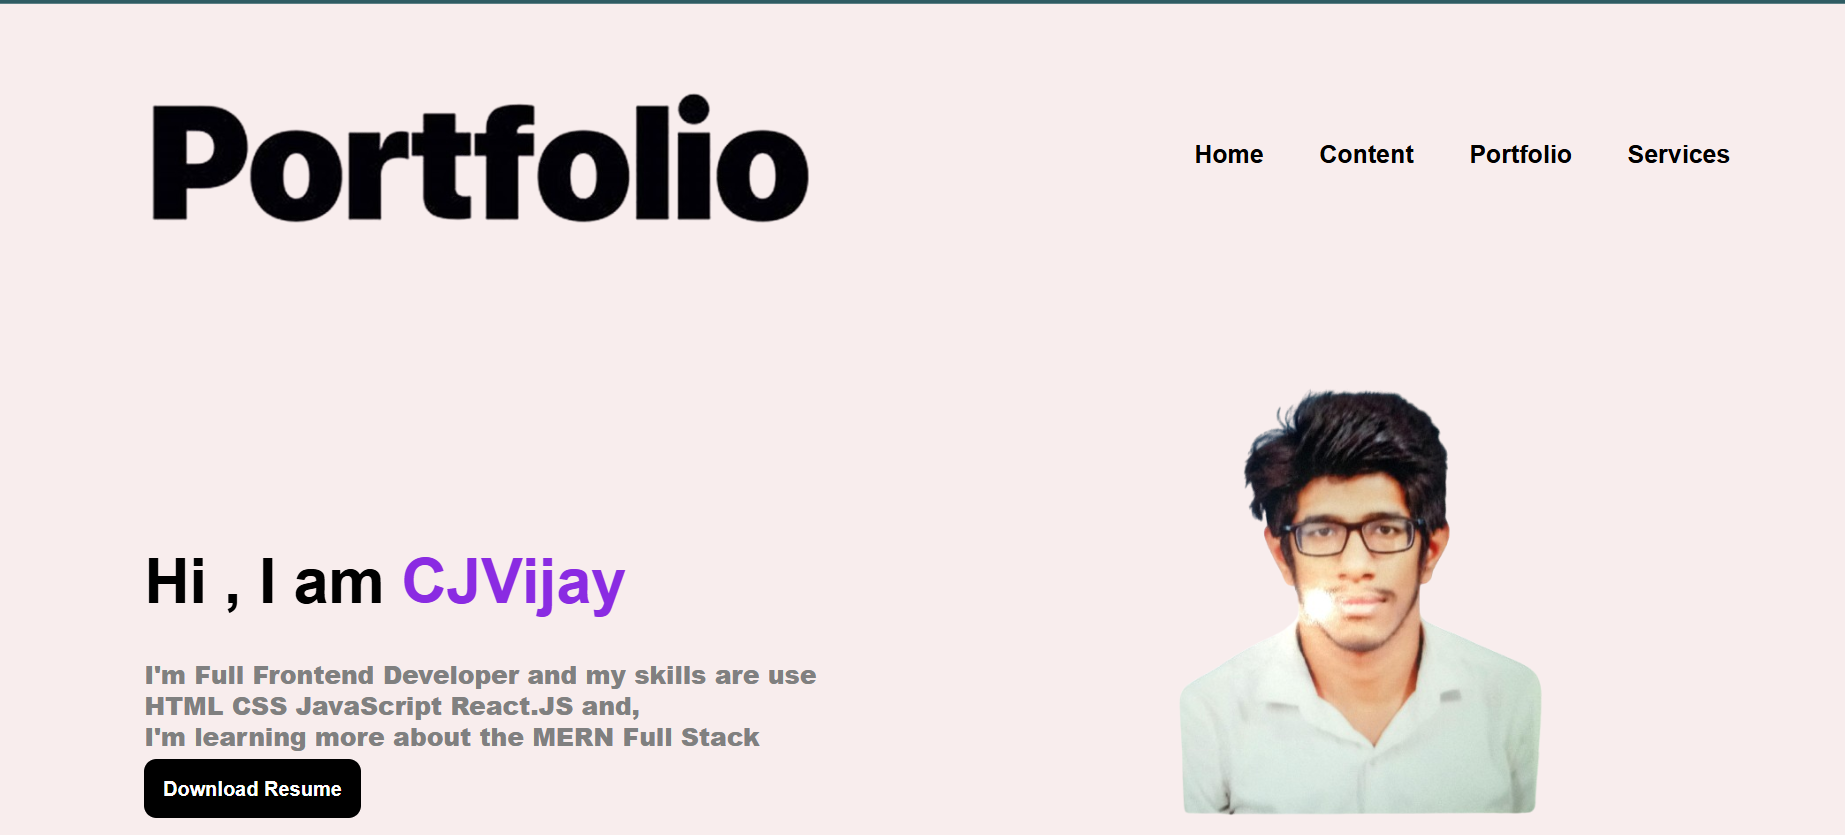 Portfolio
Home Content Portfolio Services
Hi , I am CJVijay
I'm Full Frontend Developer and my skills are use
HTML CSS JavaScript React.JS and,
I'm learning more about the MERN Full Stack
Download Resume